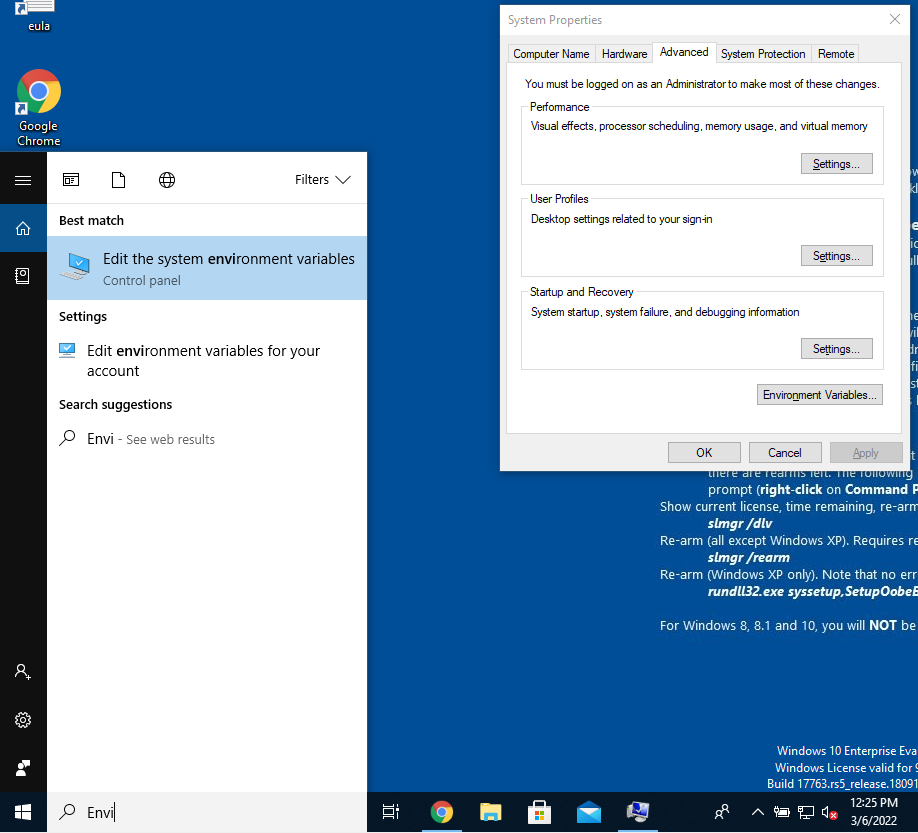 eula
Google
Chrome
Filters
Best match
Edit the system environment variables
Control panel
Settings
Edit environment variables for your
account
Search suggestions
Envi - See web results
Envi
System Properties
Computer Name
Hardware
Advanced
System Protection
Remote
You must be logged on as an Administrator to make most of these changes.
Performance
Visual effects, processor scheduling, memory usage, and virtual memory
Settings...
User Profiles
Desktop settings related to your sign-in
Settings...
Startup and Recovery
System startup, system failure, and debugging information
Settings...
Environment Variables...
OK
Cancel
Apply
there are rearms left. The following
prompt (right-click on Command P
Show current license, time remaining, re-arm
slmgr /dlv
Re-arm (all except Windows XP). Requires re
slmgr /rearm
Re-arm (Windows XP only). Note that no err
rundll32.exe syssetup,SetupOobeB
For Windows 8, 8.1 and 10, you will NOT be
Windows 10 Enterprise Eva
Windows License valid for 9
Build 17763.rs5_release.18091
12:25 PM
3/6/2022